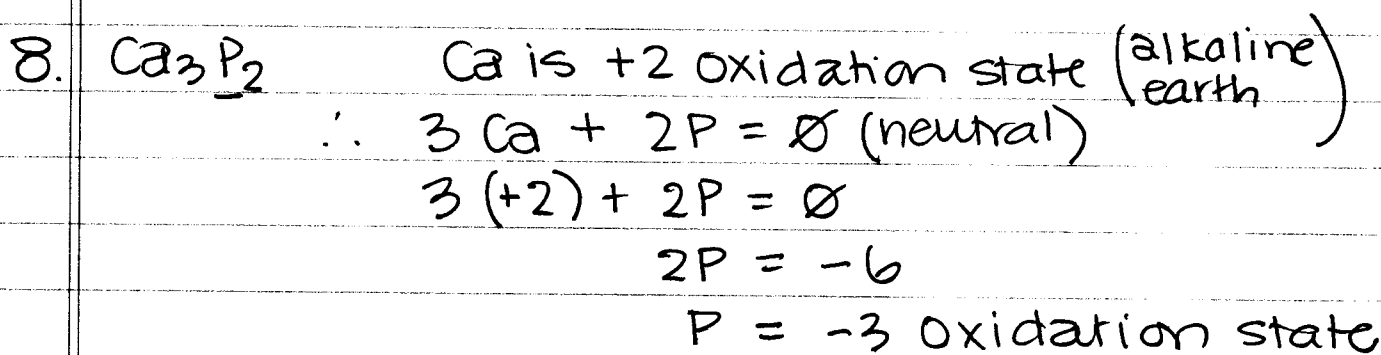 8. Ca₃P₂ Ca is +2 oxidation state (alkaline earth)
∴ 3 Ca + 2P = Ø (neutral)
3 (+2) + 2P = Ø
2P = -6
P = -3 oxidation state